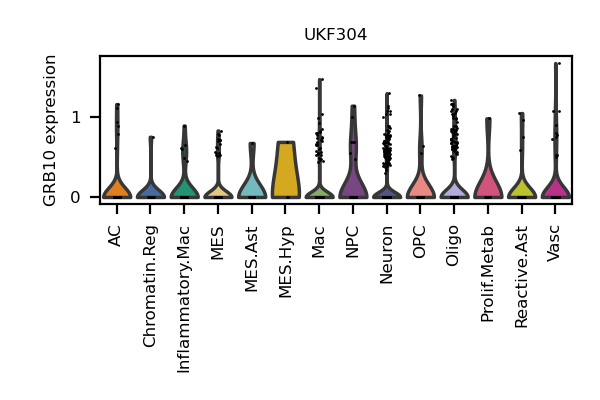 UKF304
GRB10 expression
1
0
AC
Chromatin.Reg
Inflammatory.Mac
MES
MES.Ast
MES.Hyp
Mac
NPC
Neuron
OPC
Oligo
Prolif.Metab
Reactive.Ast
Vasc